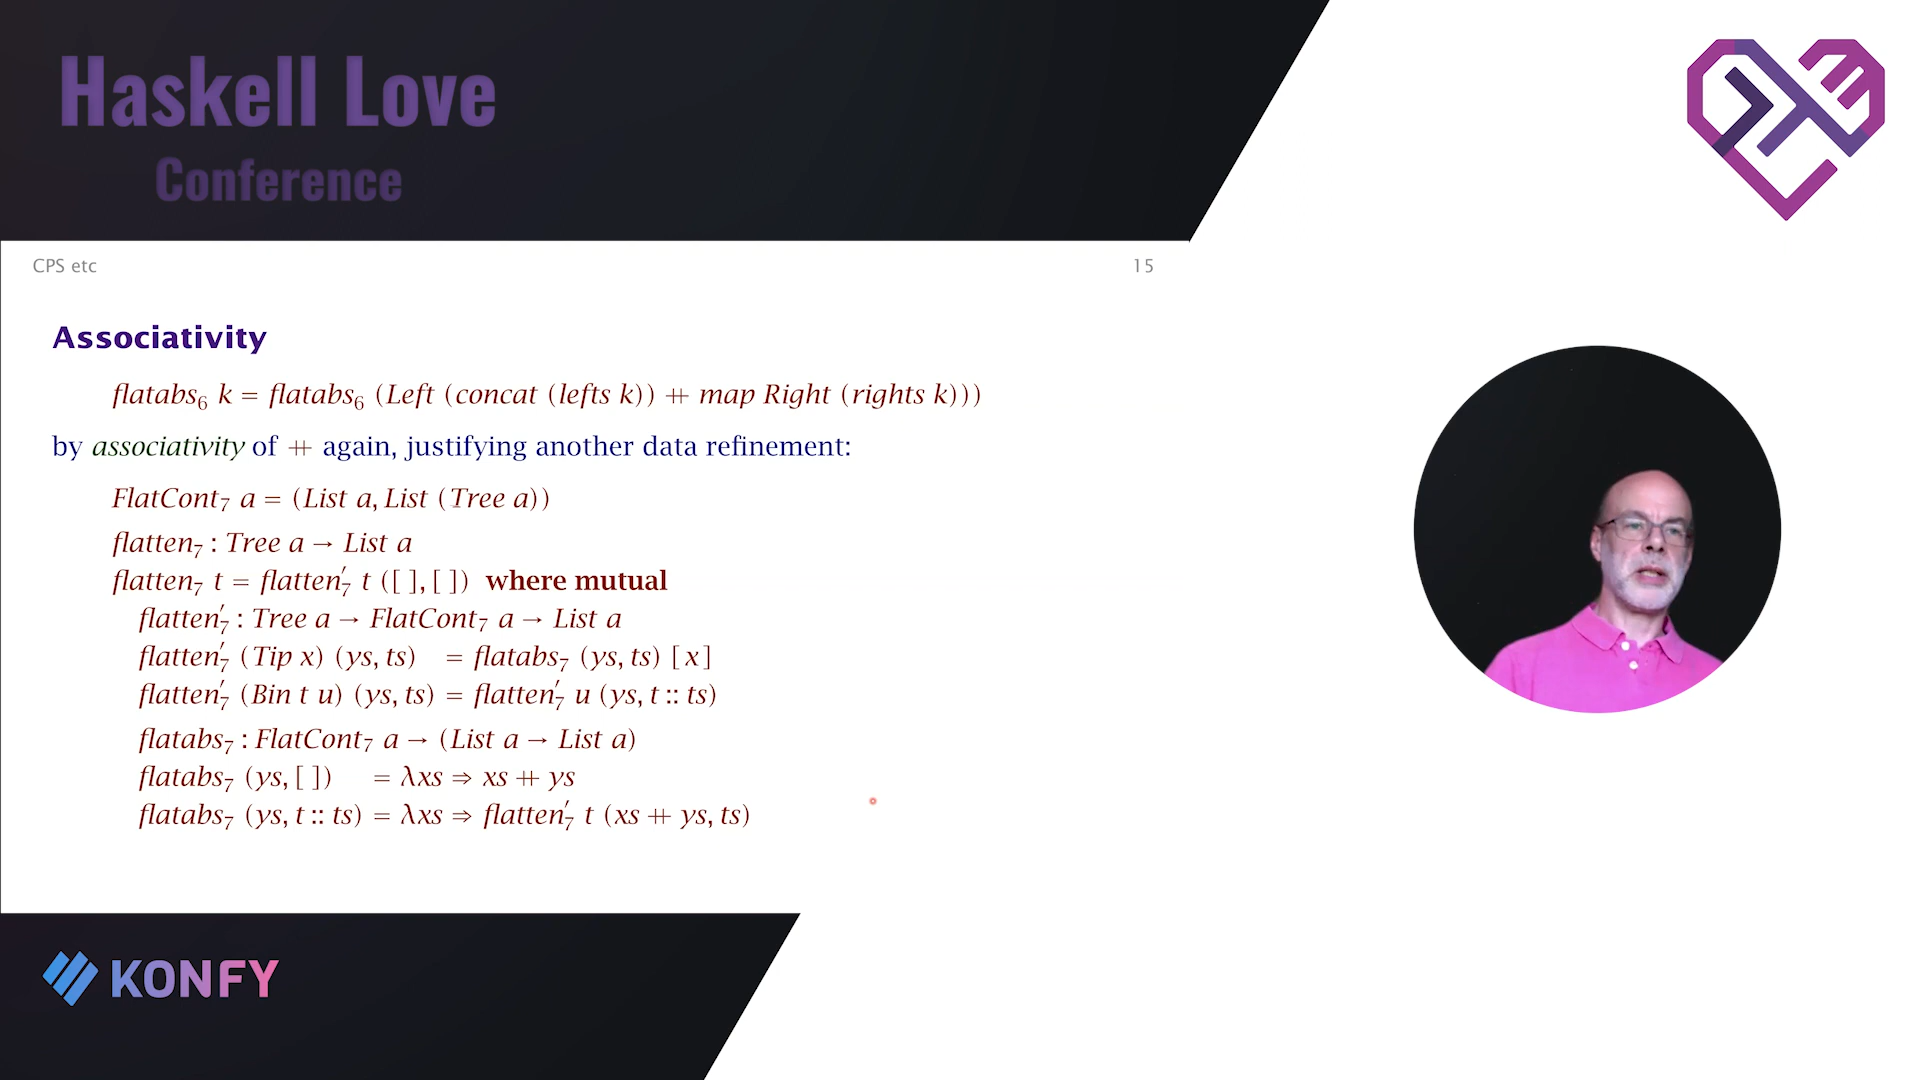 Haskell Love
Conference
CPS etc 15
Associativity
flatabs₆ k = flatabs₆ (Left (concat (lefts k)) ⧺ map Right (rights k)))
by associativity of ⧺ again, justifying another data refinement:
FlatCont₇ a = (List a, List (Tree a))
flatten₇ : Tree a → List a
flatten₇ t = flatten′₇ t ([ ], [ ]) where mutual
flatten′₇ : Tree a → FlatCont₇ a → List a
flatten′₇ (Tip x) (ys, ts) = flatabs₇ (ys, ts) [x]
flatten′₇ (Bin t u) (ys, ts) = flatten′₇ u (ys, t :: ts)
flatabs₇ : FlatCont₇ a → (List a → List a)
flatabs₇ (ys, [ ]) = λxs ⇒ xs ⧺ ys
flatabs₇ (ys, t :: ts) = λxs ⇒ flatten′₇ t (xs ⧺ ys, ts)
KONFY